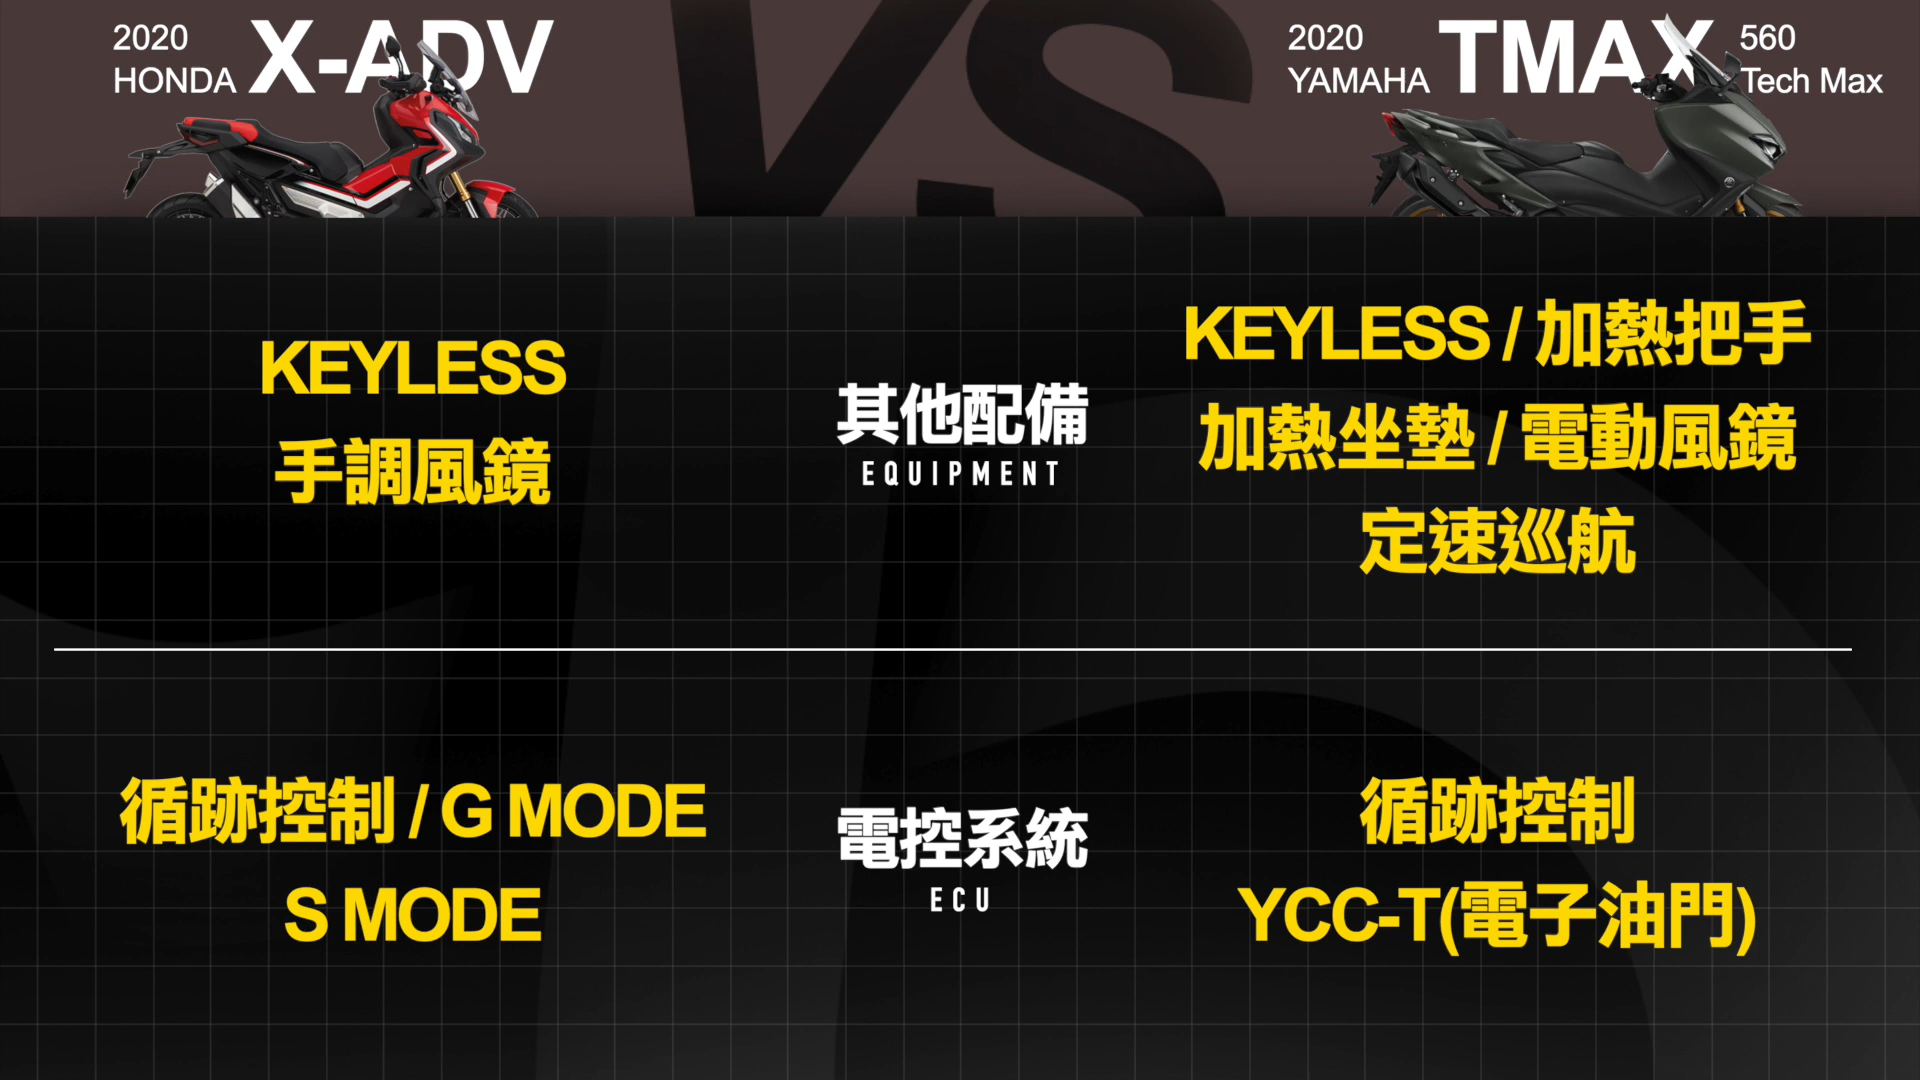 2020
HONDA X-ADV
VS
2020
YAMAHA TMAX 560
Tech Max
KEYLESS
手調風鏡
其他配備
EQUIPMENT
KEYLESS / 加熱把手
加熱坐墊 / 電動風鏡
定速巡航
循跡控制 / G MODE
S MODE
電控系統
ECU
循跡控制
YCC-T(電子油門)